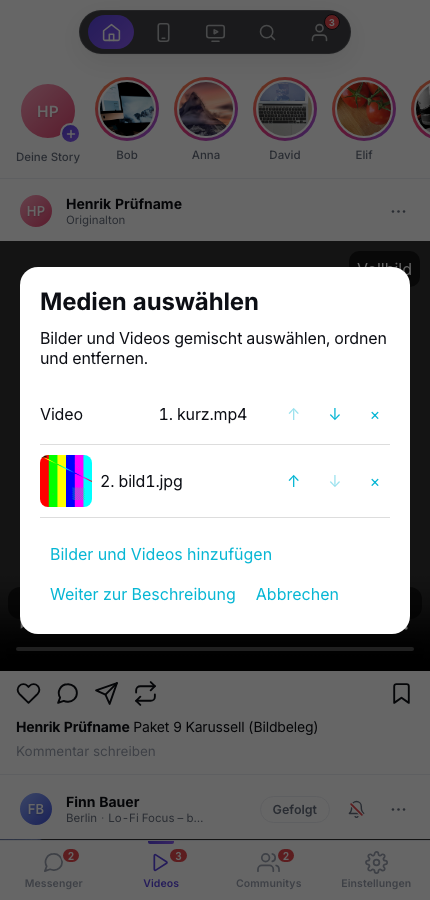 3
HP
Deine Story
Bob
Anna
David
Elif
HP
Henrik Prüfname
Originalton
Vollbild
Medien auswählen
Bilder und Videos gemischt auswählen, ordnen
und entfernen.
Video 1. kurz.mp4 ↑ ↓ ×
2. bild1.jpg ↑ ↓ ×
Bilder und Videos hinzufügen
Weiter zur Beschreibung Abbrechen
Henrik Prüfname Paket 9 Karussell (Bildbeleg)
Kommentar schreiben
FB
Finn Bauer
Berlin · Lo-Fi Focus – b...
Gefolgt
2
3
2
Messenger
Videos
Communitys
Einstellungen